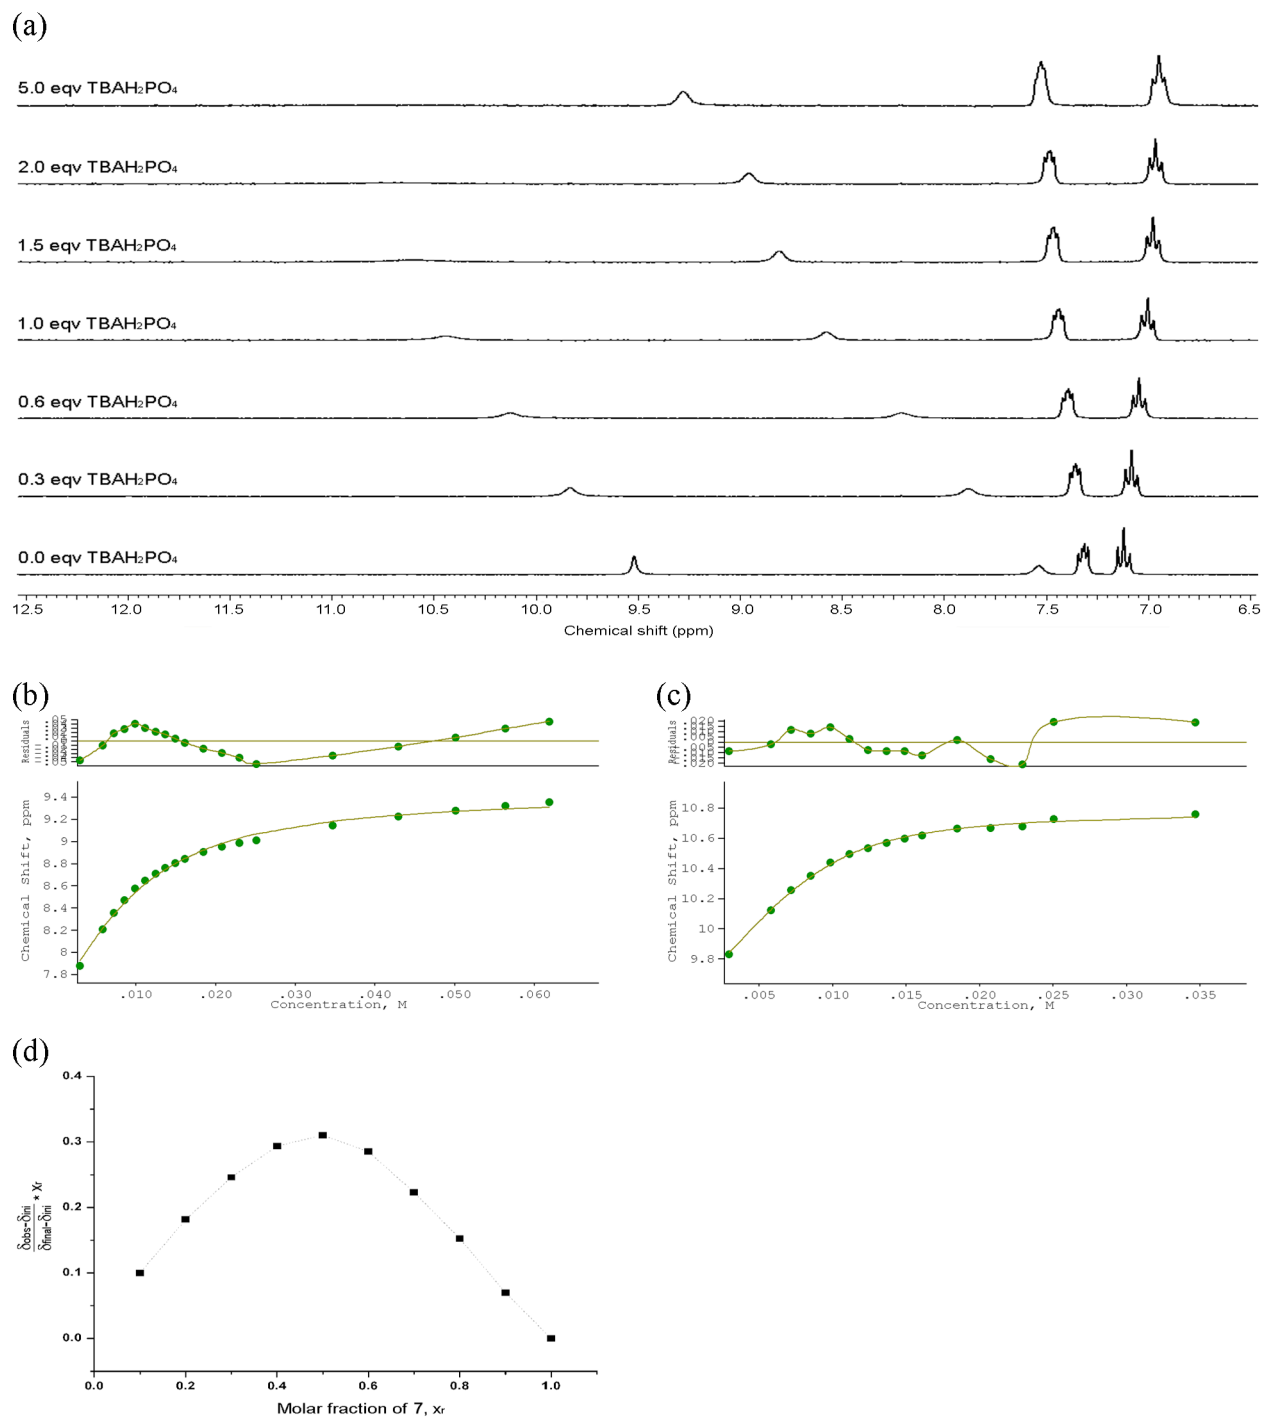 (a)
5.0 eqv TBAH₂PO₄
2.0 eqv TBAH₂PO₄
1.5 eqv TBAH₂PO₄
1.0 eqv TBAH₂PO₄
0.6 eqv TBAH₂PO₄
0.3 eqv TBAH₂PO₄
0.0 eqv TBAH₂PO₄
12.5 12.0 11.5 11.0 10.5 10.0 9.5 9.0 8.5 8.0 7.5 7.0 6.5
Chemical shift (ppm)
(b)
Residuals
9.4
9.2
9
8.8
8.6
8.4
8.2
8
7.8
Chemical Shift, ppm
.010 .020 .030 .040 .050 .060
Concentration, M
(c)
Residuals
10.8
10.6
10.4
10.2
10
9.8
Chemical Shift, ppm
.005 .010 .015 .020 .025 .030 .035
Concentration, M
(d)
0.4
0.3
0.2
0.1
0.0
δobs-δini
δfinal-δini
* Xr
0.0 0.2 0.4 0.6 0.8 1.0
Molar fraction of 7, xr